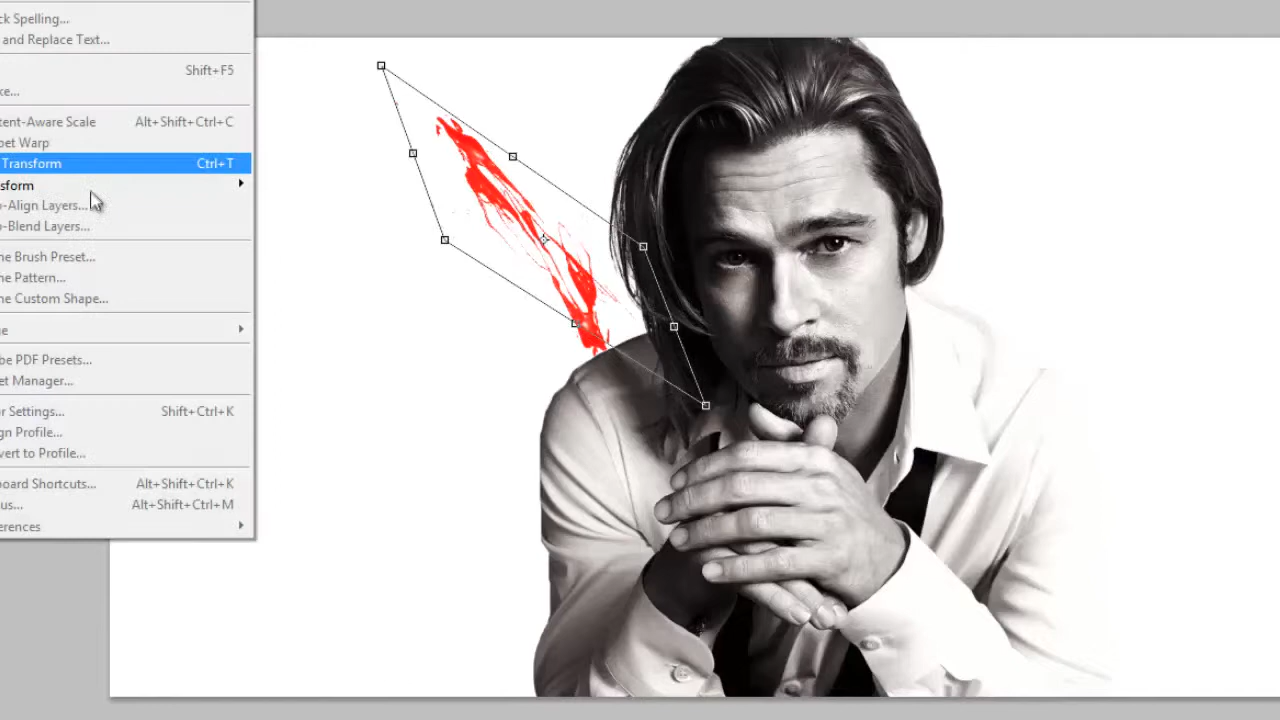 ck Spelling...
and Replace Text...
Shift+F5
ke...
tent-Aware Scale Alt+Shift+Ctrl+C
pet Warp
Transform Ctrl+T
sform
o-Align Layers...
o-Blend Layers...
ne Brush Preset...
ne Pattern...
ne Custom Shape...
ge
be PDF Presets...
et Manager...
or Settings... Shift+Ctrl+K
gn Profile...
vert to Profile...
board Shortcuts... Alt+Shift+Ctrl+K
us... Alt+Shift+Ctrl+M
erences